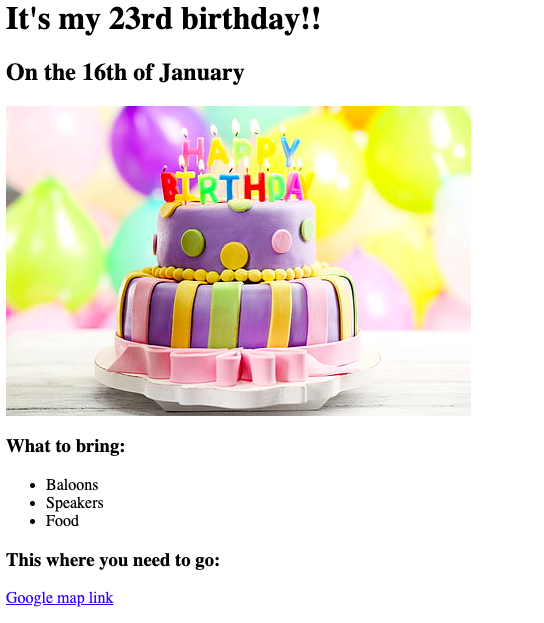 It's my 23rd birthday!!
On the 16th of January
HAPPY
BIRTHDAY
What to bring:
Baloons
Speakers
Food
This where you need to go:
Google map link